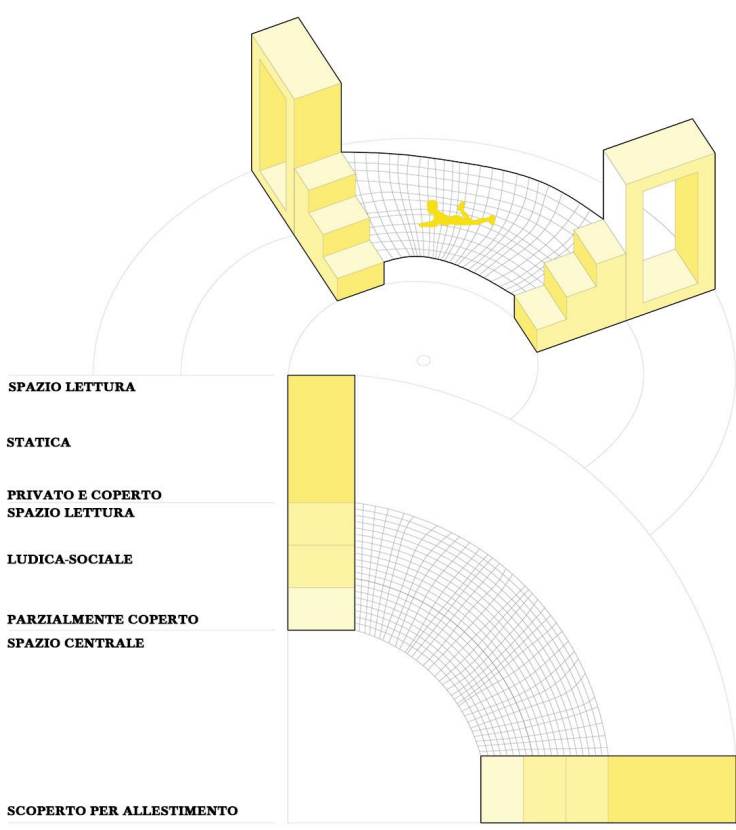 SPAZIO LETTURA
STATICA
PRIVATO E COPERTO
SPAZIO LETTURA
LUDICA-SOCIALE
PARZIALMENTE COPERTO
SPAZIO CENTRALE
SCOPERTO PER ALLESTIMENTO